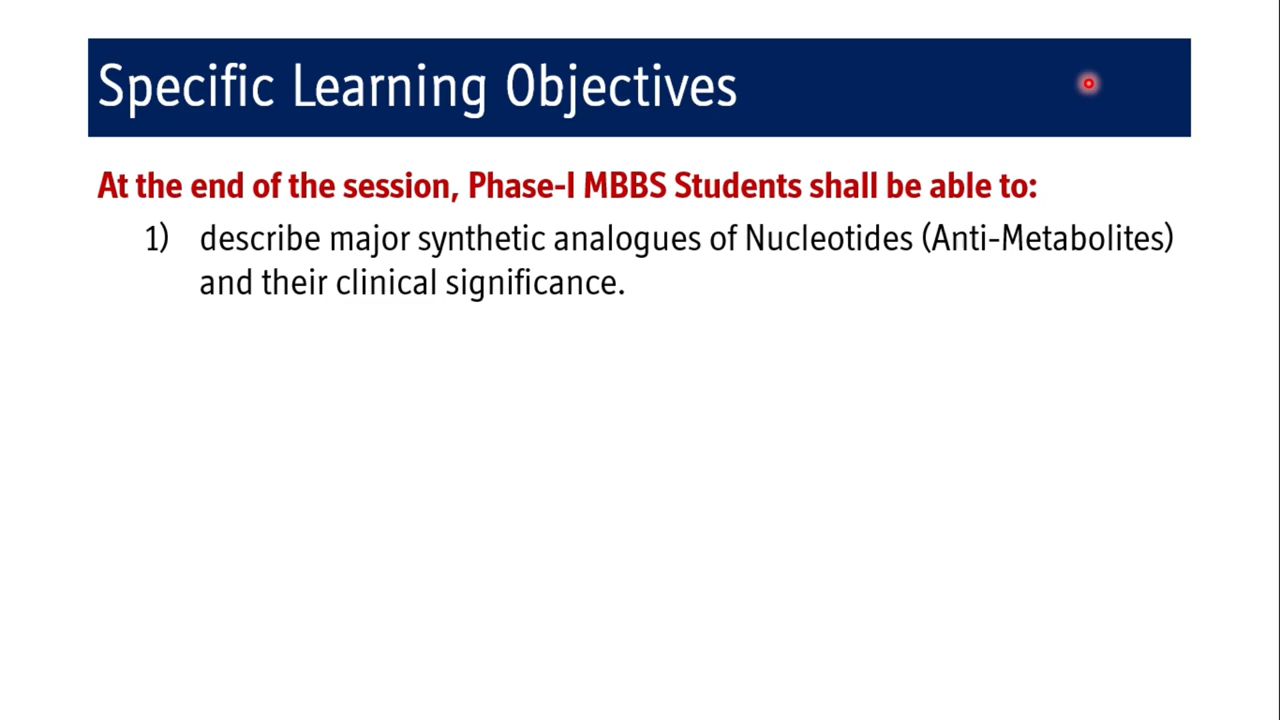 Specific Learning Objectives
At the end of the session, Phase-I MBBS Students shall be able to:
1) describe major synthetic analogues of Nucleotides (Anti-Metabolites)
and their clinical significance.